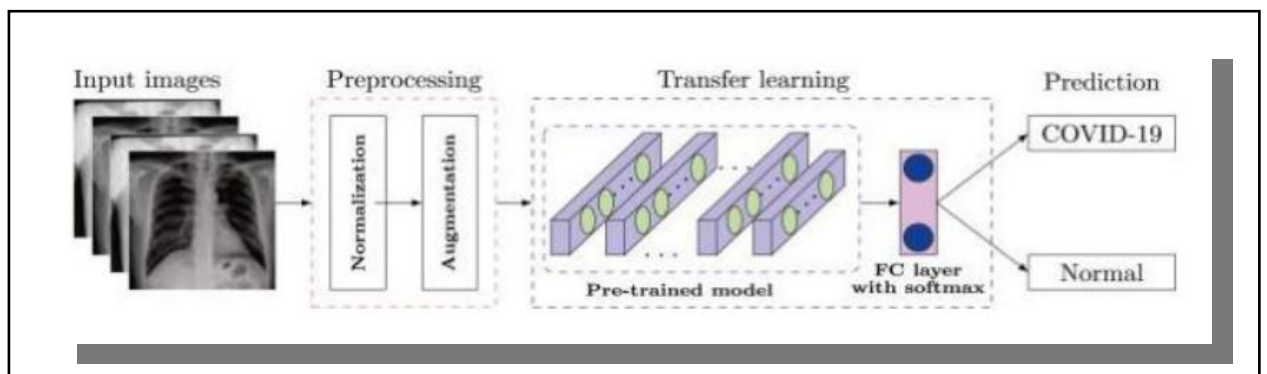 Input images
Preprocessing
Transfer learning
Prediction
Normalization
Augmentation
Pre-trained model
FC layer
with softmax
COVID-19
Normal